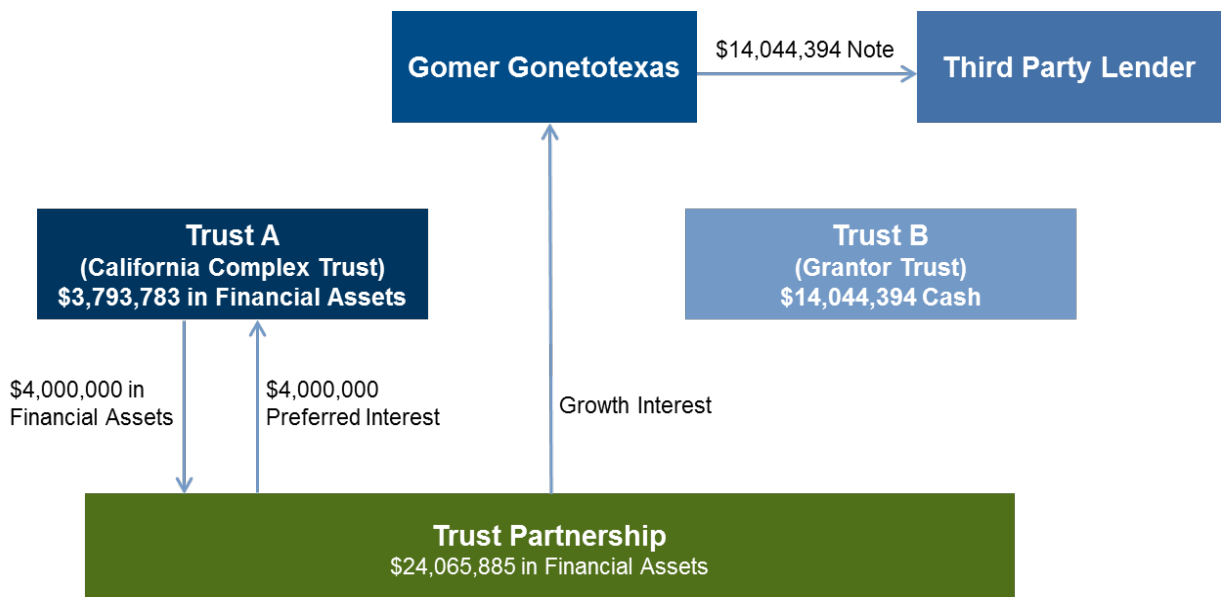 Gomer Gonetotexas
$14,044,394 Note
Third Party Lender
Trust A
(California Complex Trust)
$3,793,783 in Financial Assets
Trust B
(Grantor Trust)
$14,044,394 Cash
$4,000,000 in
Financial Assets
$4,000,000
Preferred Interest
Growth Interest
Trust Partnership
$24,065,885 in Financial Assets